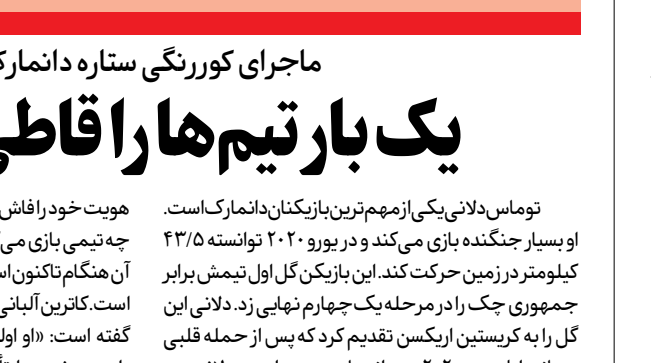 ماجرای کوررنگی ستاره دانمارک
یک بار تیم‌ها را قاطی
توماس دلانی یکی از مهم‌ترین بازیکنان دانمارک است.
او بسیار جنگنده بازی می‌کند و در یورو ۲۰۲۰ توانسته ۴۳/۵
کیلومتر در زمین حرکت کند. این بازیکن گل اول تیمش برابر
جمهوری چک را در مرحله یک چهارم نهایی زد. دلانی این
گل را به کریستین اریکسن تقدیم کرد که پس از حمله قلبی
هویت خود را فاش
چه تیمی بازی می
آن هنگام تاکنون
است. کاترین آلبانی
گفته است: «او اول